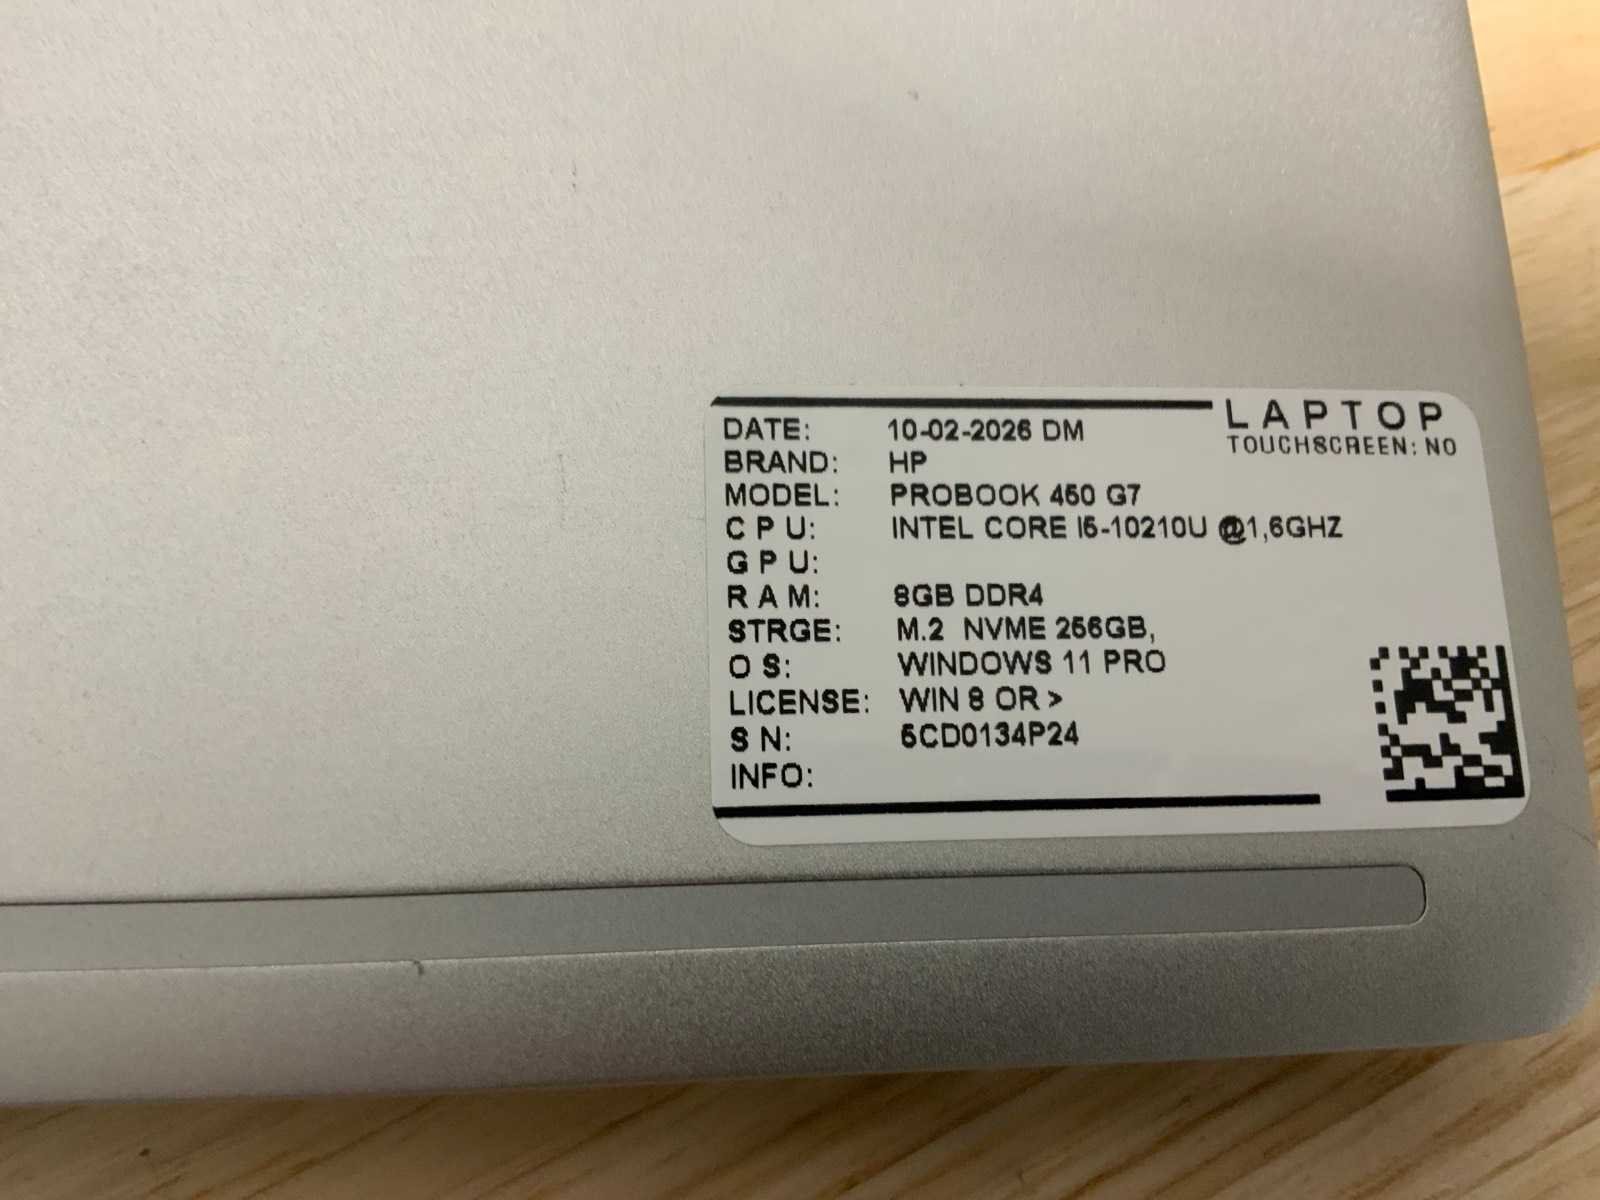 LAPTOP
TOUCHSCREEN: NO
DATE: 10-02-2026 DM
BRAND: HP
MODEL: PROBOOK 450 G7
C P U: INTEL CORE I5-10210U @1,6GHZ
G P U:
R A M: 8GB DDR4
STRGE: M.2 NVME 256GB,
O S: WINDOWS 11 PRO
LICENSE: WIN 8 OR >
S N: 5CD0134P24
INFO: